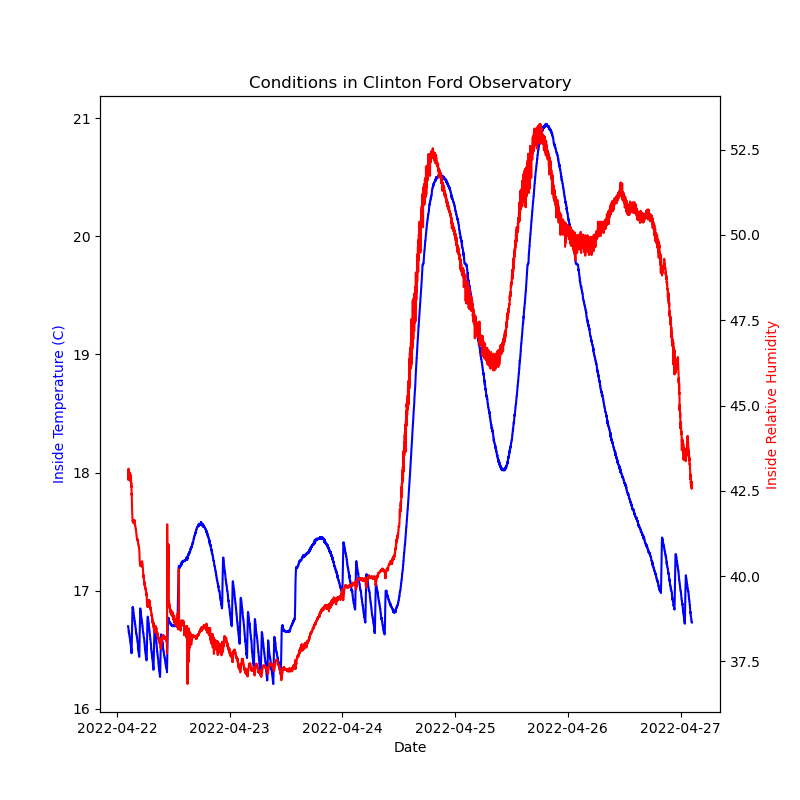 Conditions in Clinton Ford Observatory
21
20
19
18
17
16
Inside Temperature (C)
52.5
50.0
47.5
45.0
42.5
40.0
37.5
Inside Relative Humidity
2022-04-22 2022-04-23 2022-04-24 2022-04-25 2022-04-26 2022-04-27
Date